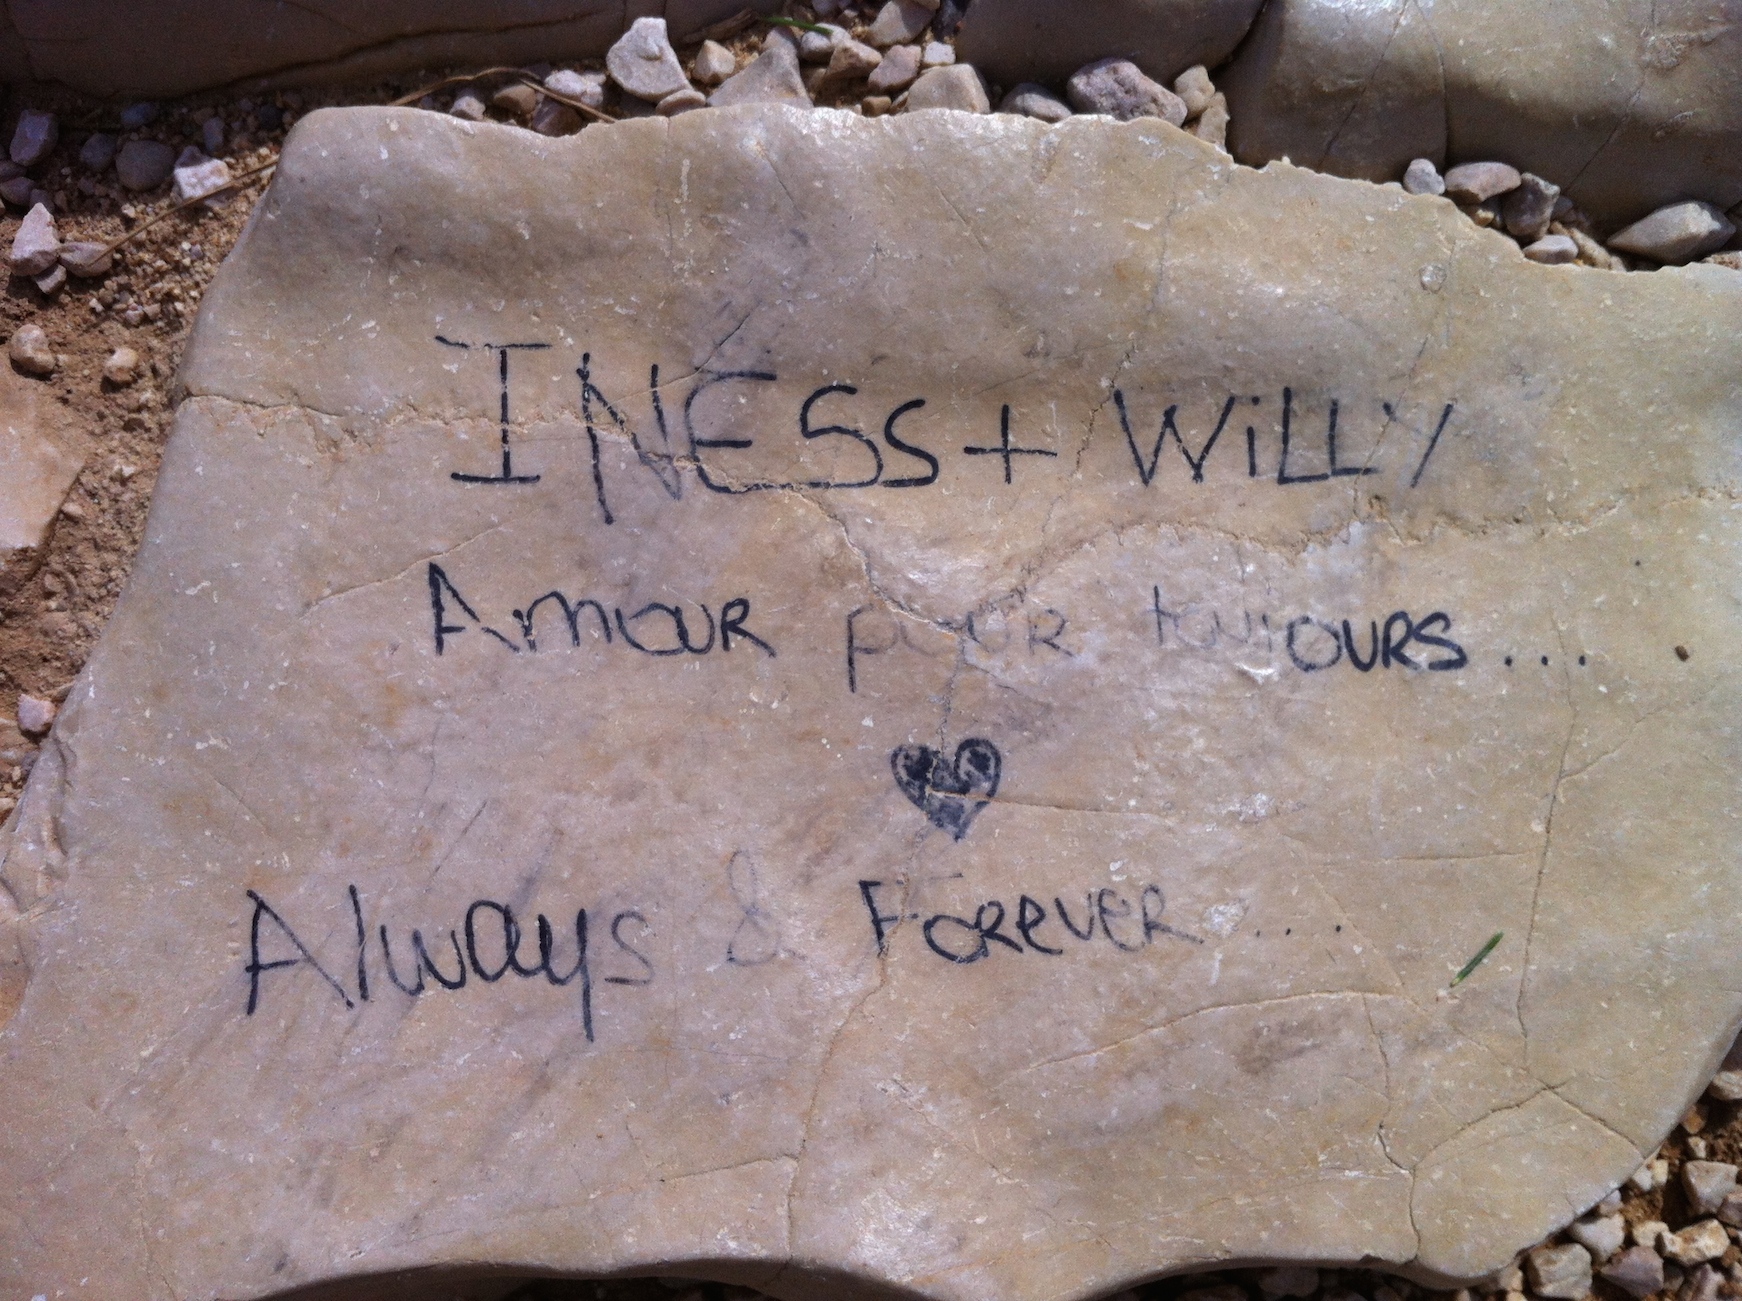 INESS + WiLLY
Amour pour toujours....
Always & Forever....